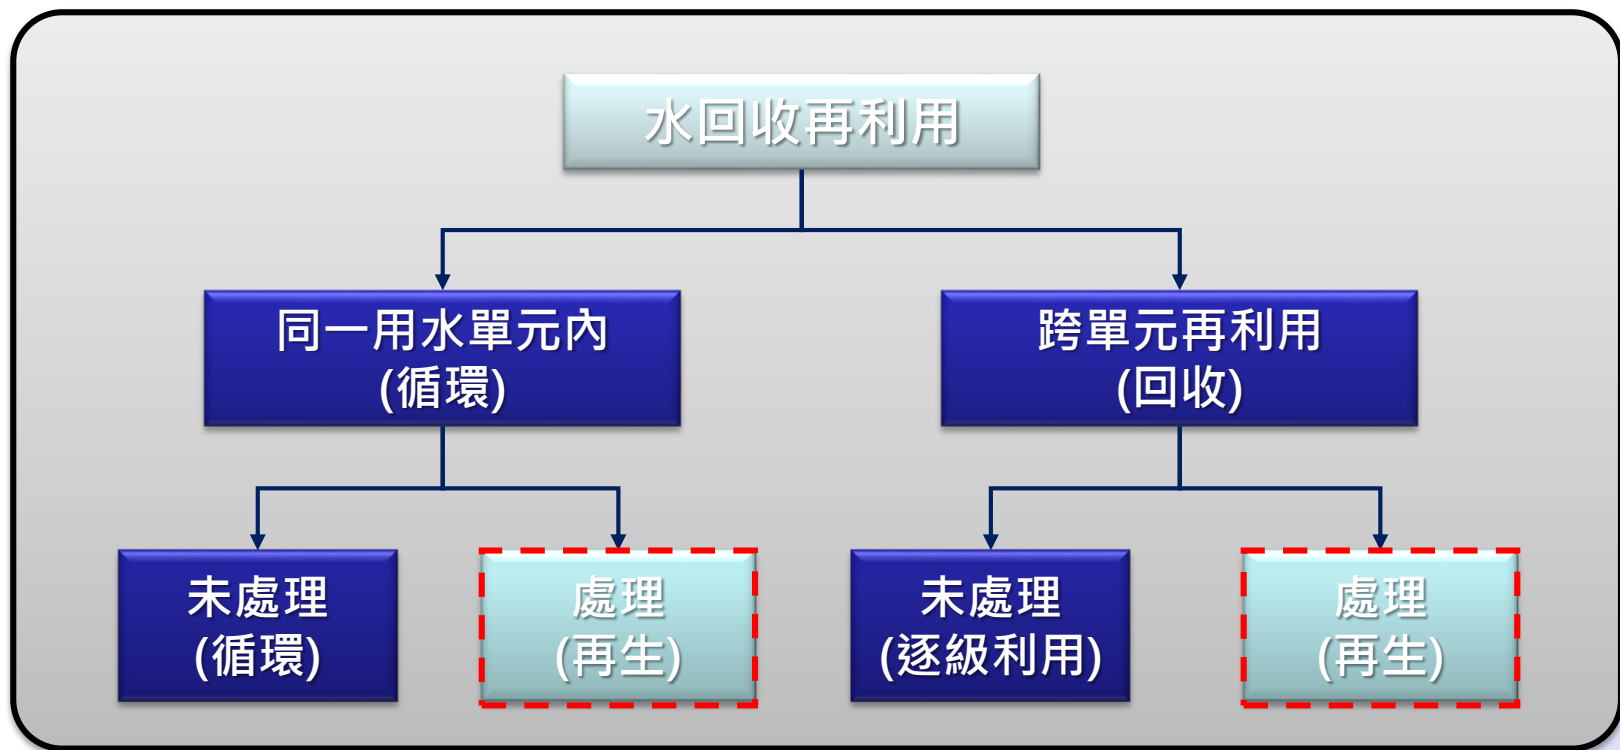 水回收再利用
同一用水單元內
(循環)
跨單元再利用
(回收)
未處理
(循環)
處理
(再生)
未處理
(逐級利用)
處理
(再生)